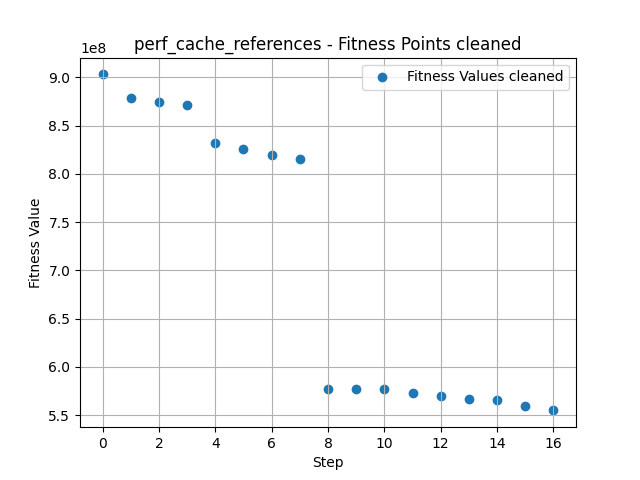 perf_cache_references - Fitness Points cleaned
1e8
Fitness Values cleaned
9.0
8.5
8.0
7.5
7.0
6.5
6.0
5.5
Fitness Value
0 2 4 6 8 10 12 14 16
Step